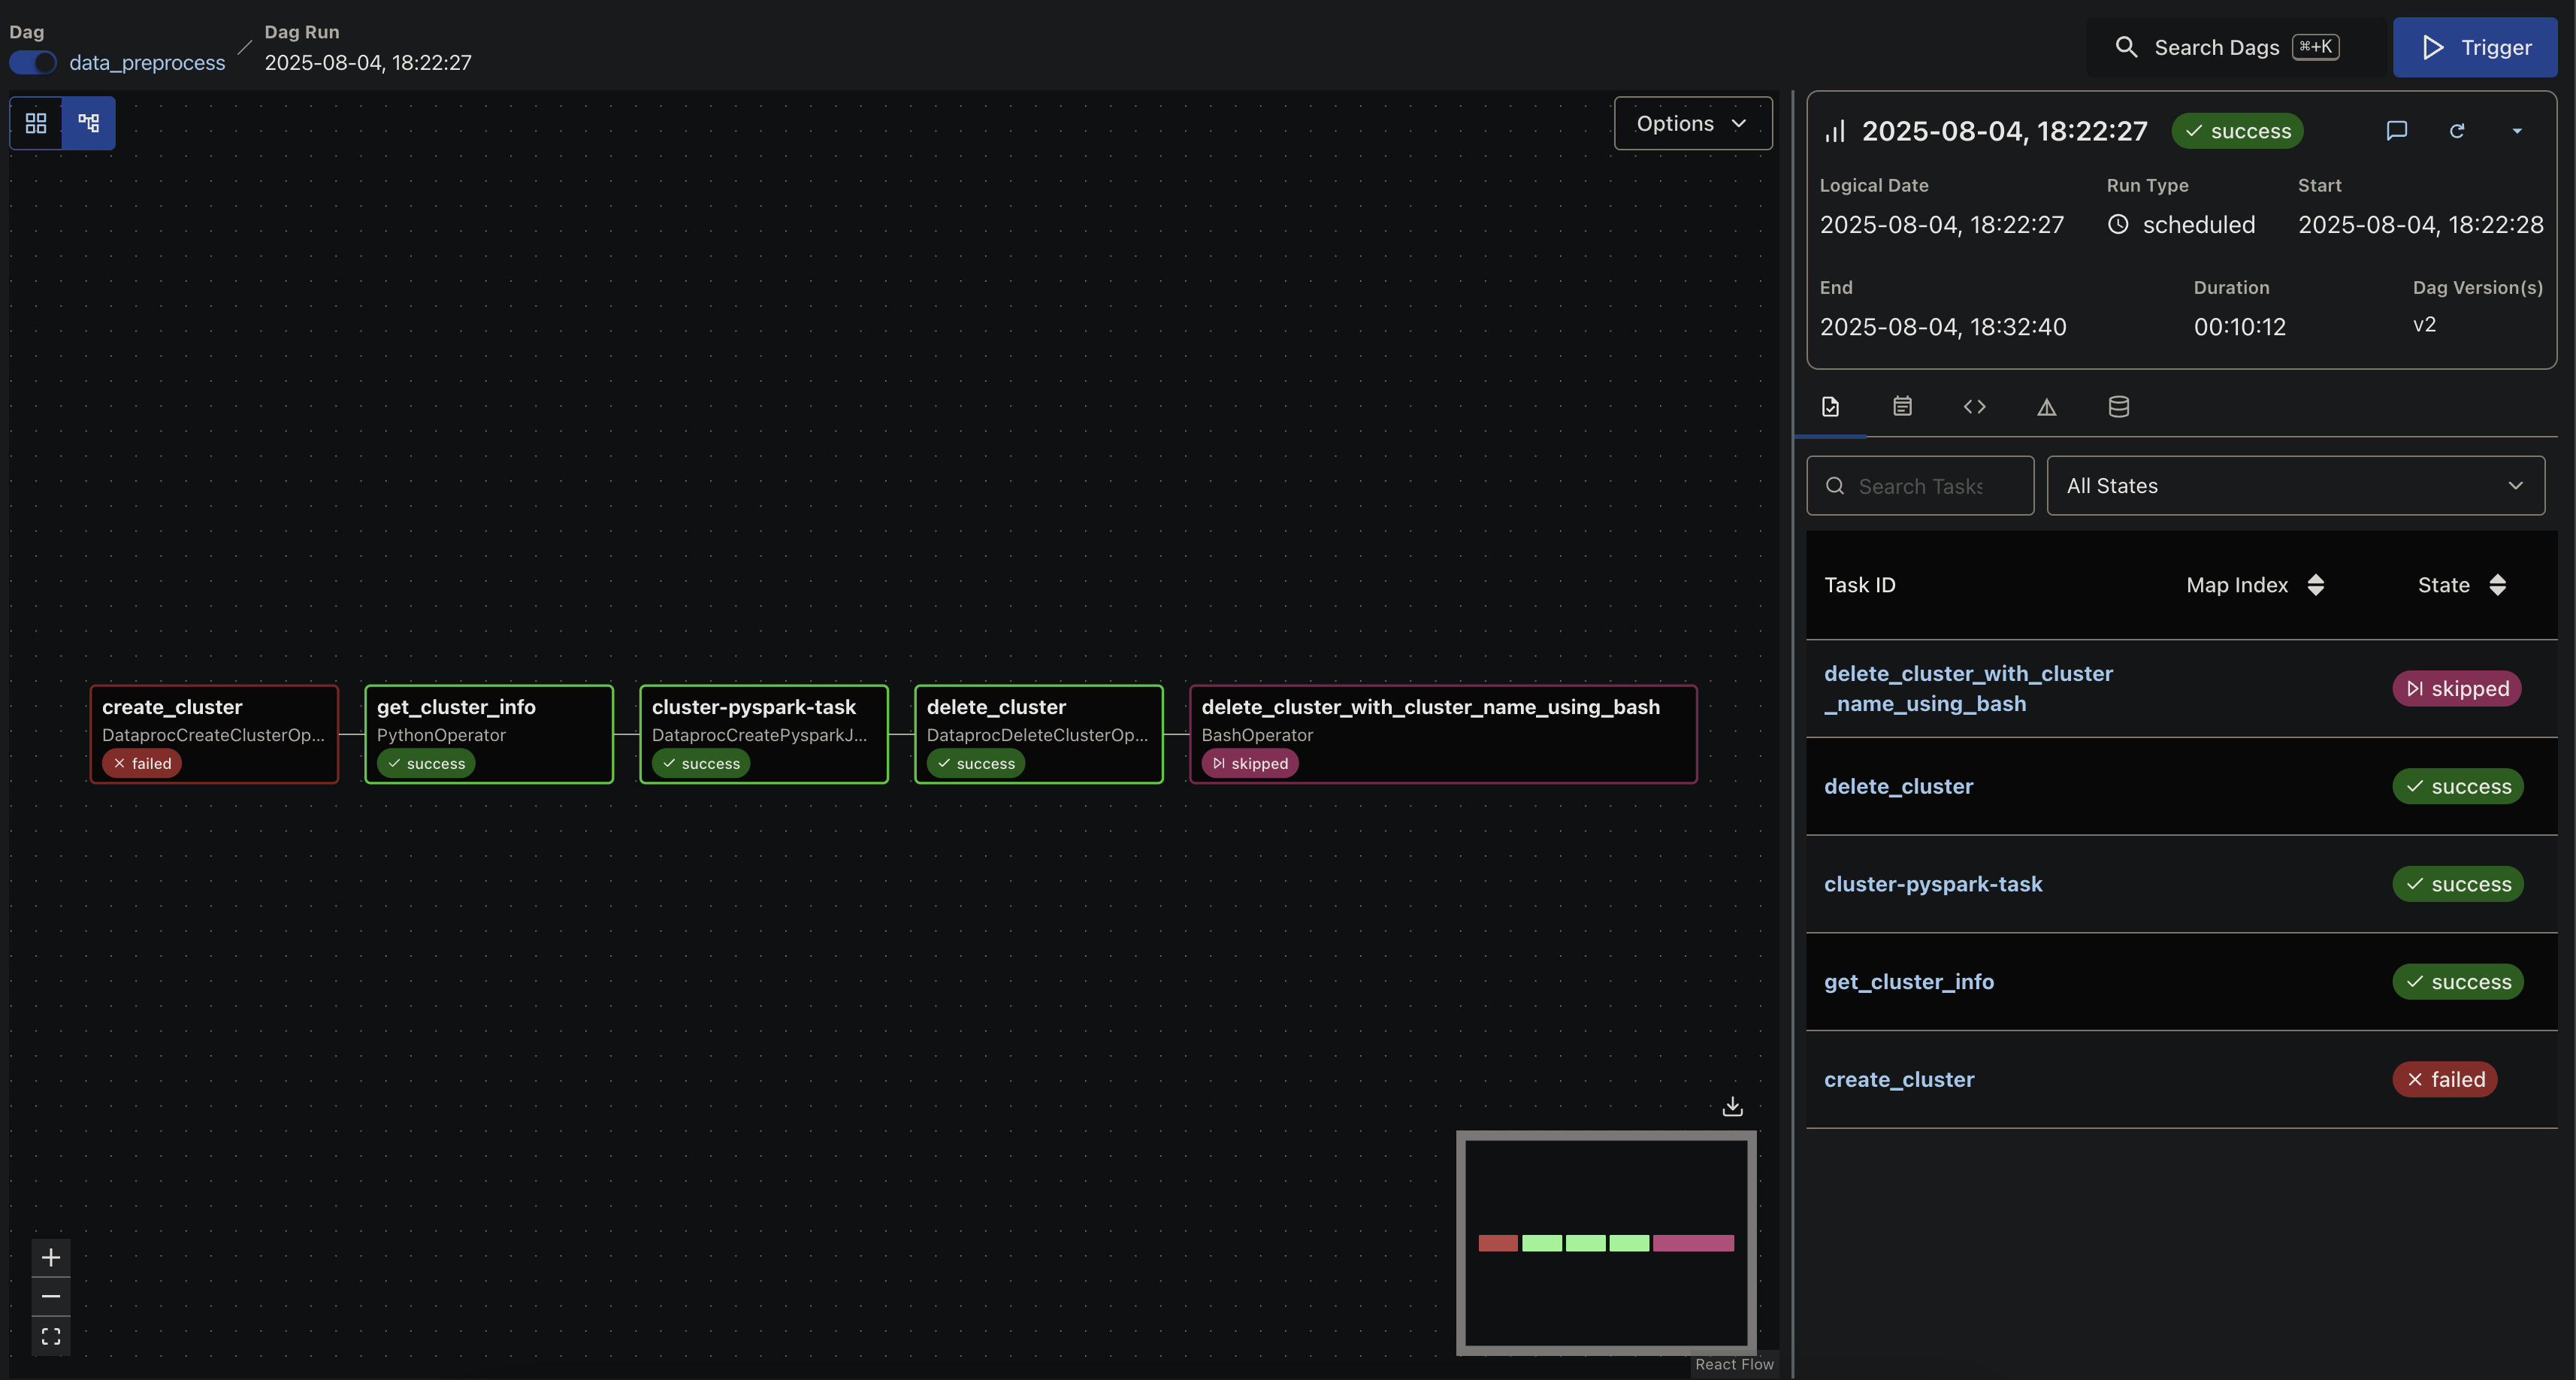 Dag
data_preprocess
Dag Run
2025-08-04, 18:22:27
Search Dags ⌘+K
Trigger
Options
create_cluster
DataprocCreateClusterOp...
failed
get_cluster_info
PythonOperator
success
cluster-pyspark-task
DataprocCreatePysparkJ...
success
delete_cluster
DataprocDeleteClusterOp...
success
delete_cluster_with_cluster_name_using_bash
BashOperator
skipped
React Flow
2025-08-04, 18:22:27 success
Logical Date
2025-08-04, 18:22:27
Run Type
scheduled
Start
2025-08-04, 18:22:28
End
2025-08-04, 18:32:40
Duration
00:10:12
Dag Version(s)
v2
Search Tasks
All States
Task ID Map Index State
delete_cluster_with_cluster
_name_using_bash
skipped
delete_cluster success
cluster-pyspark-task success
get_cluster_info success
create_cluster failed